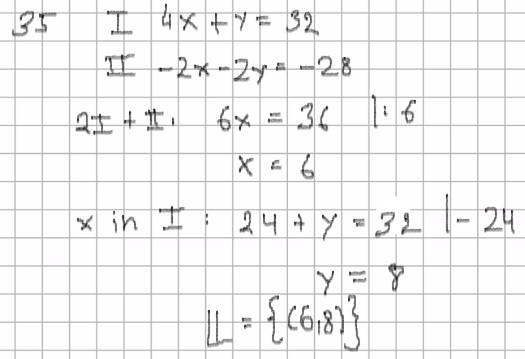 35 I 4x + y = 32
II -2x - 2y = -28
2I + II. 6x = 36 |: 6
x = 6
x in I : 24 + y = 32 |- 24
y = 8
𝕃 = {(6,8)}